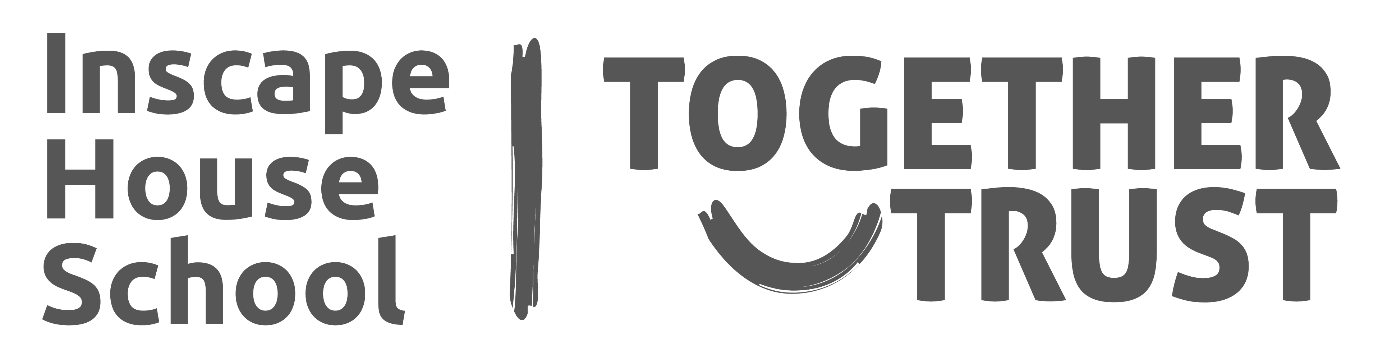 Inscape
House
School
TOGETHER
TRUST